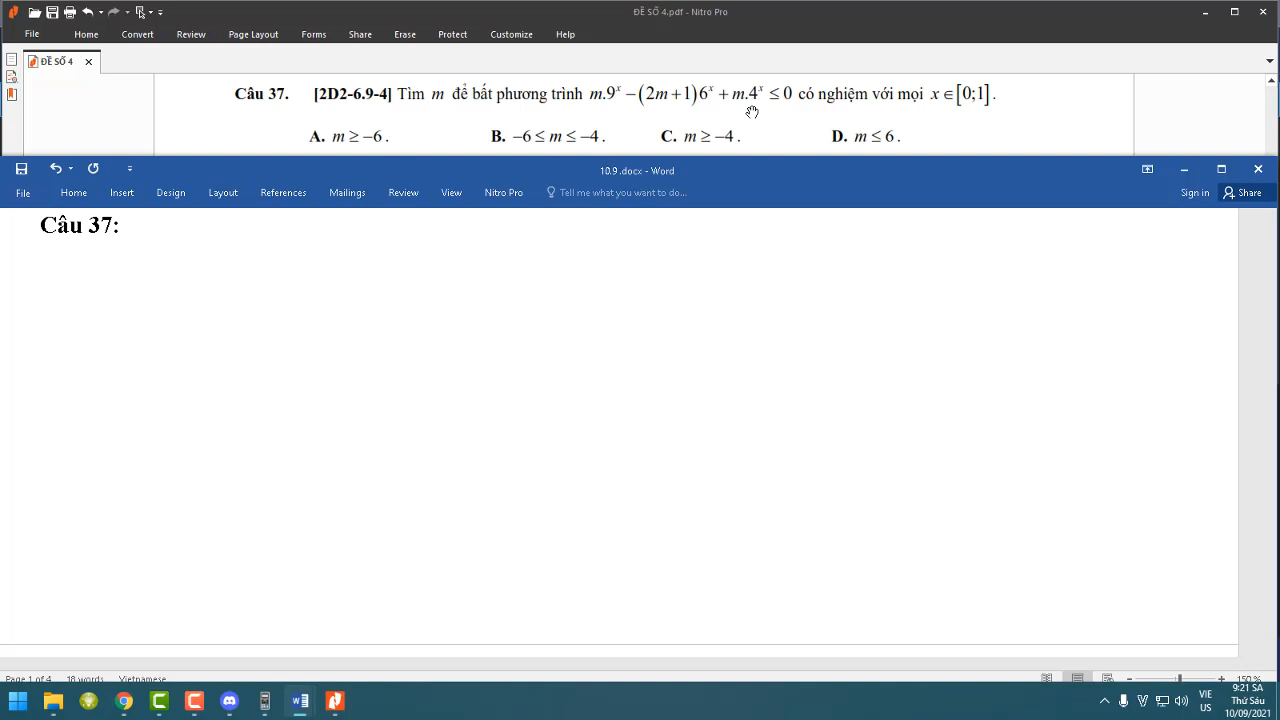 ĐỀ SỐ 4.pdf - Nitro Pro
File Home Convert Review Page Layout Forms Share Erase Protect Customize Help
ĐỀ SỐ 4
Câu 37. [2D2-6.9-4] Tìm m để bất phương trình m.9ˣ − (2m+1)6ˣ + m.4ˣ ≤ 0 có nghiệm với mọi x ∈ [0;1].
A. m ≥ −6. B. −6 ≤ m ≤ −4. C. m ≥ −4. D. m ≤ 6.
10.9 .docx - Word
File Home Insert Design Layout References Mailings Review View Nitro Pro Tell me what you want to do... Sign in Share
Câu 37:
Page 1 of 4 18 words Vietnamese 150 %
VIE
US
9:21 SA
Thứ Sáu
10/09/2021